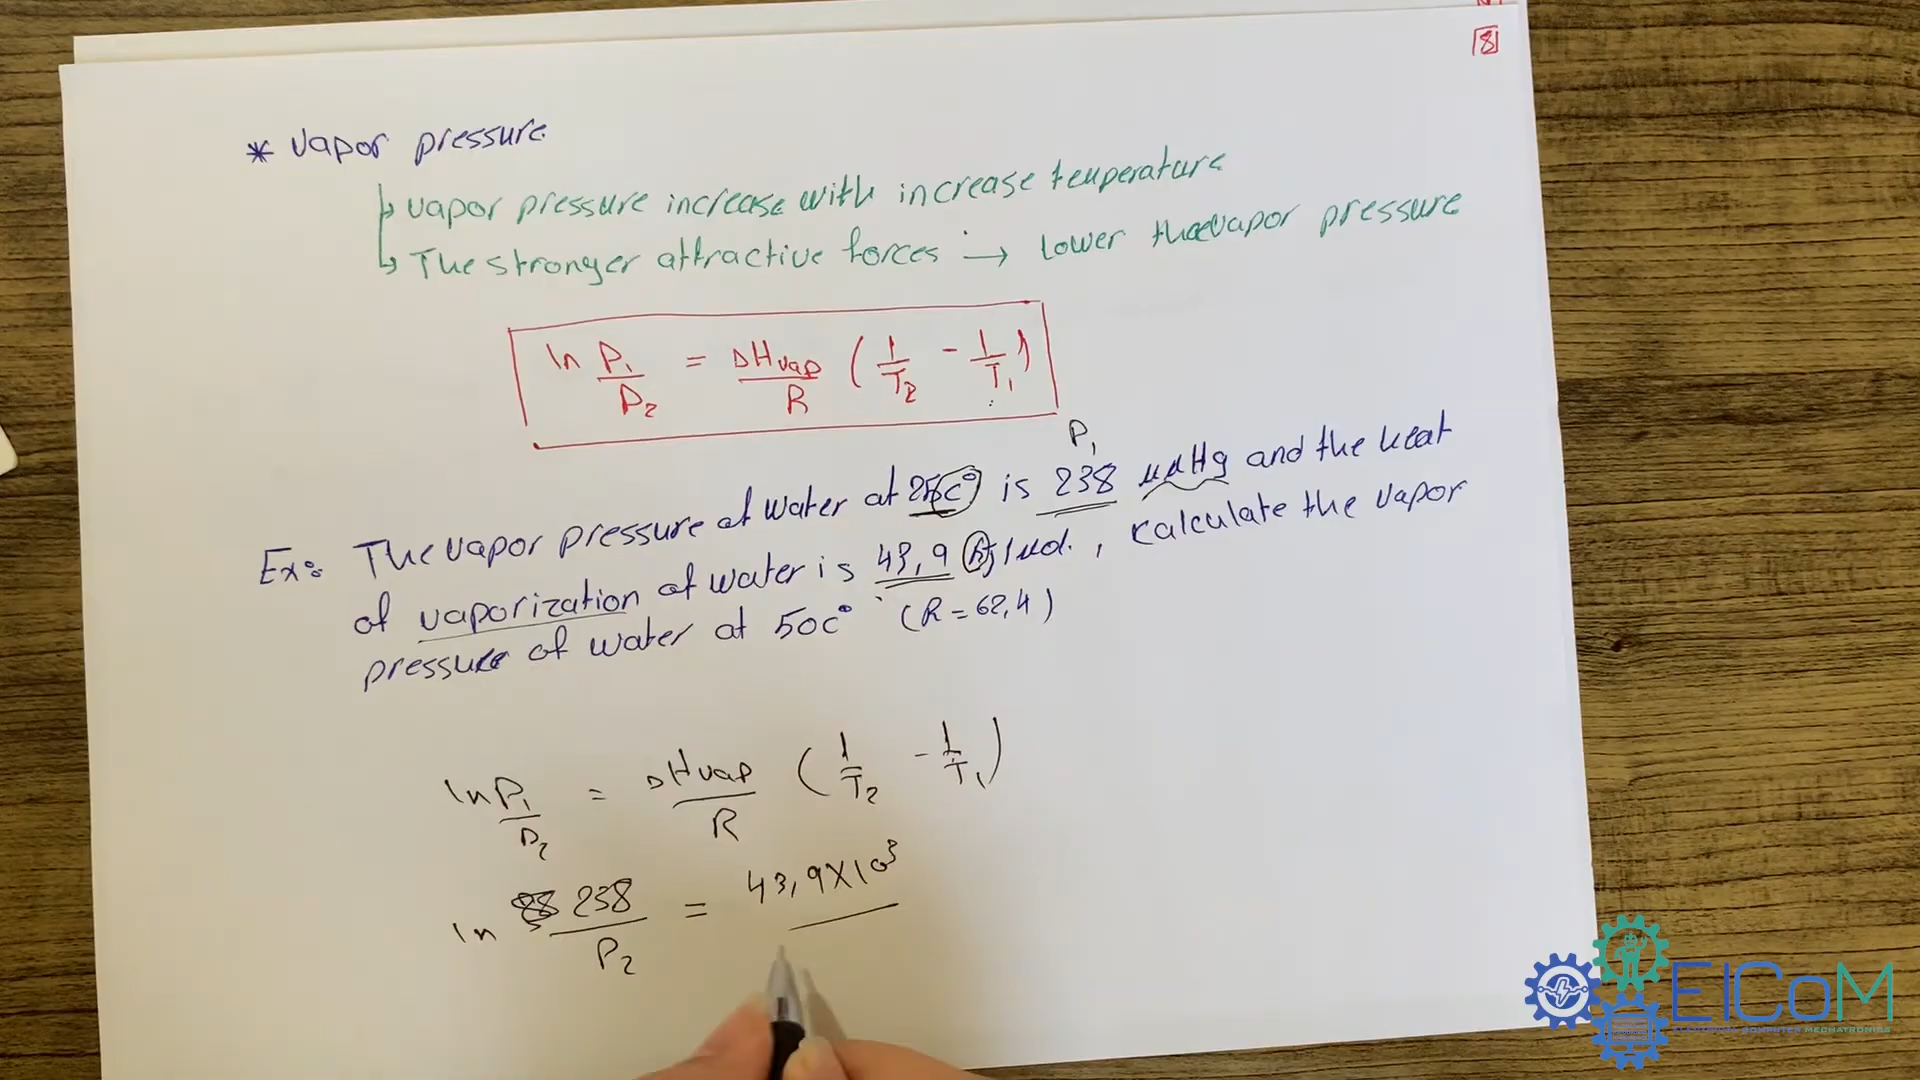 8
* Vapor pressure
vapor pressure increase with increase temperature
The stronger attractive forces → lower the vapor pressure
ln P1/P2 = ΔHvap/R (1/T2 - 1/T1)
P1
Ex: The vapor pressure of water at 25C° is 238 mmHg and the heat
of vaporization of water is 43,9 kJ/mol. , calculate the vapor
pressure of water at 50C° (R=62,4)
ln P1/P2 = ΔHvap/R (1/T2 - 1/T1)
ln 238/P2 = 43,9X10³
EICoM
COMPUTER MECHATRONICS